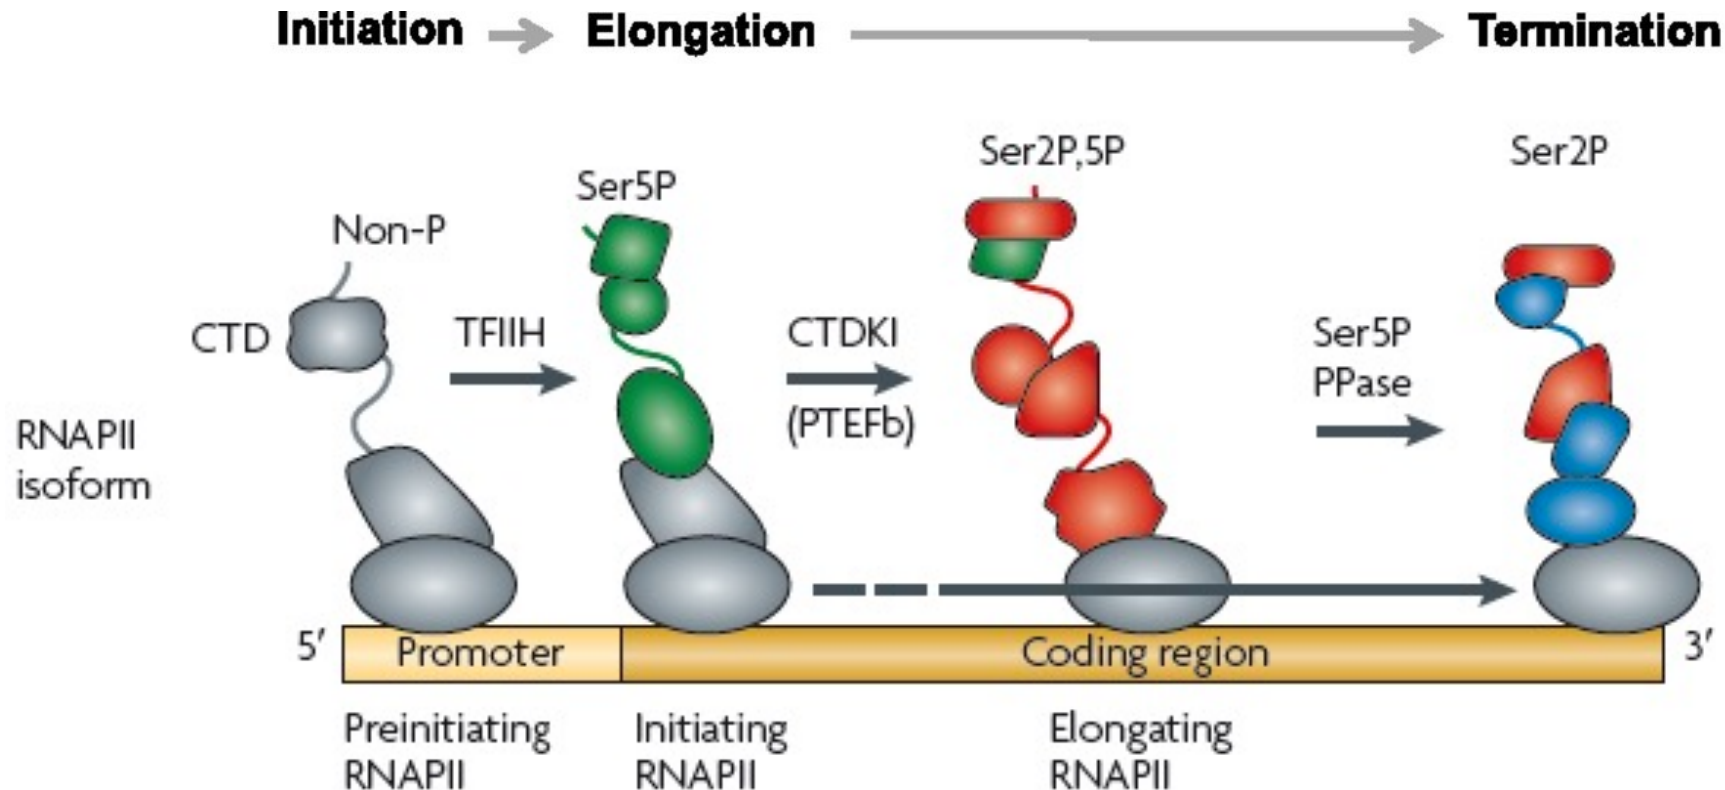 Initiation
Elongation
Termination
Ser2P,5P
Ser2P
Ser5P
Non-P
CTD
TFIIH
CTDKI
(PTEFb)
Ser5P
PPase
RNAPII
isoform
5′
Promoter
Coding region
3′
Preinitiating
RNAPII
Initiating
RNAPII
Elongating
RNAPII